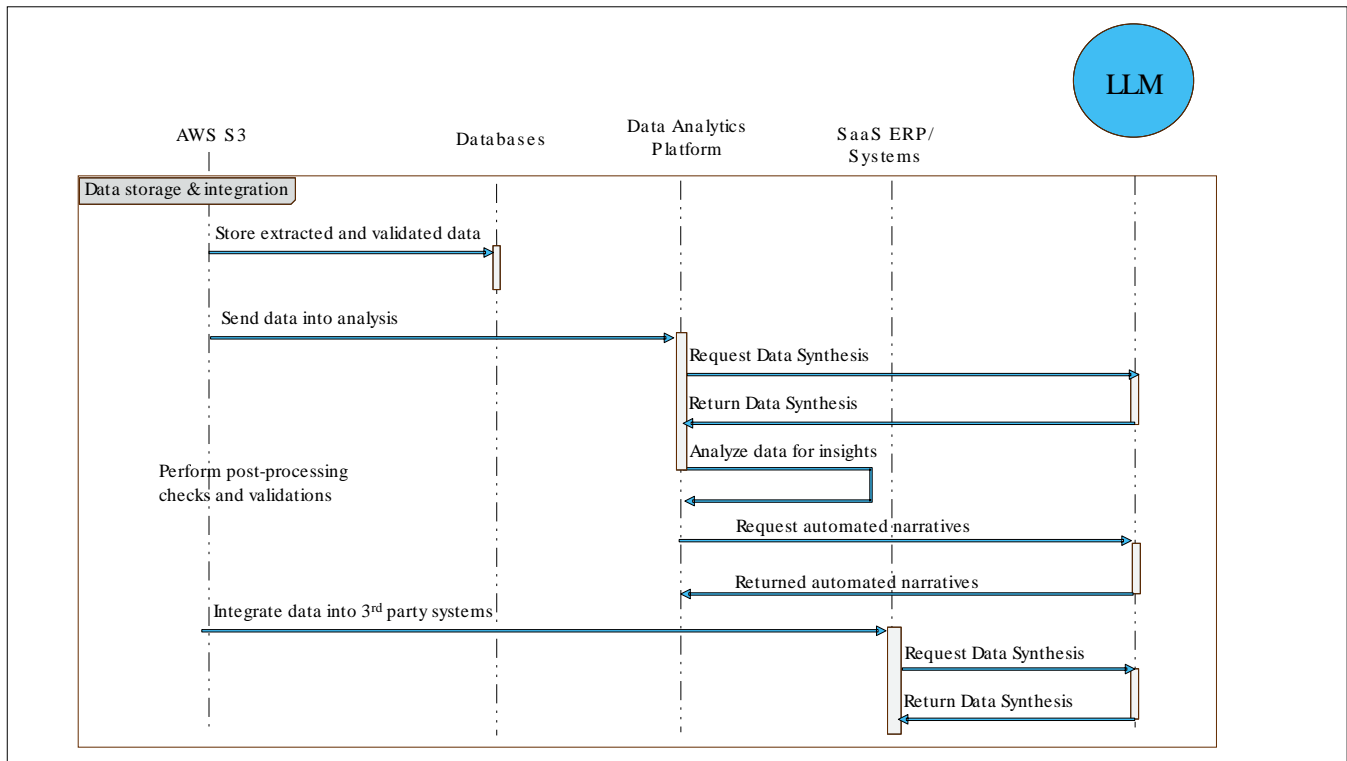 LLM
AWS S3
Databases
Data Analytics
Platform
SaaS ERP/
Systems
Data storage & integration
Store extracted and validated data
Send data into analysis
Request Data Synthesis
Return Data Synthesis
Analyze data for insights
Perform post-processing
checks and validations
Request automated narratives
Returned automated narratives
Integrate data into 3rd party systems
Request Data Synthesis
Return Data Synthesis